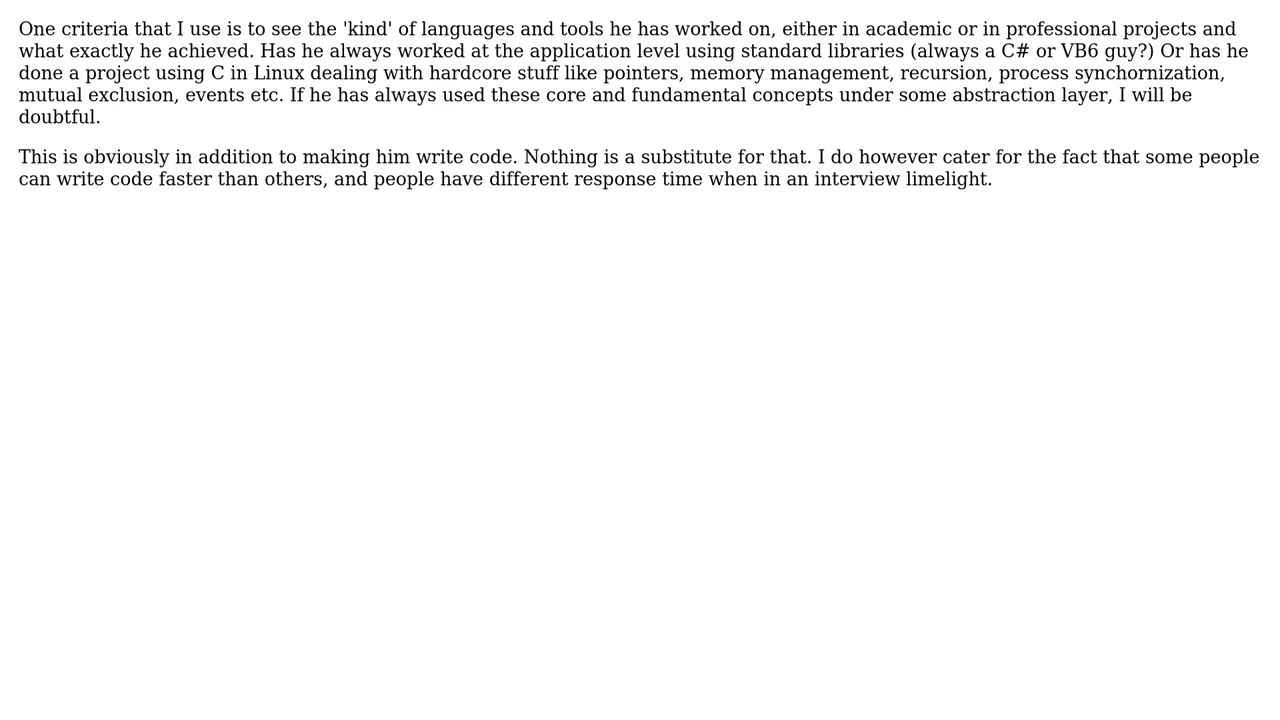 One criteria that I use is to see the 'kind' of languages and tools he has worked on, either in academic or in professional projects and
what exactly he achieved. Has he always worked at the application level using standard libraries (always a C# or VB6 guy?) Or has he
done a project using C in Linux dealing with hardcore stuff like pointers, memory management, recursion, process synchornization,
mutual exclusion, events etc. If he has always used these core and fundamental concepts under some abstraction layer, I will be
doubtful.
This is obviously in addition to making him write code. Nothing is a substitute for that. I do however cater for the fact that some people
can write code faster than others, and people have different response time when in an interview limelight.